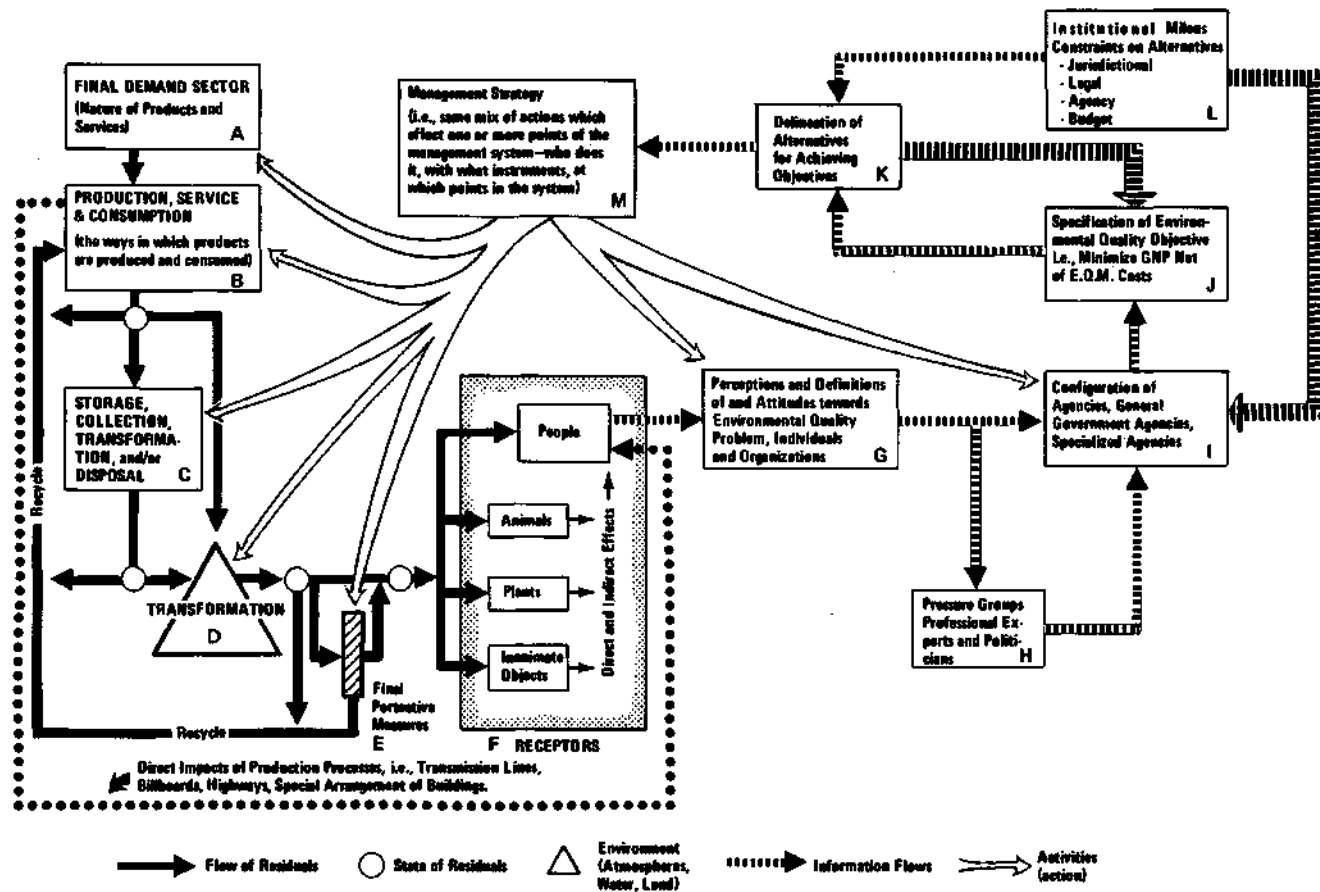 FINAL DEMAND SECTOR
(Nature of Products and
Services)
A
PRODUCTION, SERVICE
& CONSUMPTION
(the ways in which products
are produced and consumed)
B
STORAGE,
COLLECTION,
TRANSFORMA-
TION, and/or
DISPOSAL
C
Recycle
TRANSFORMATION
D
Recycle
Final
Portective
Measures
E
Management Strategy
(i.e., some mix of actions which
effect one or more points of the
management system—who does
it, with what instruments, at
which points in the system)
M
People
Animals
Plants
Inanimate
Objects
Direct and Indirect Effects
F RECEPTORS
Direct Impacts of Production Processes, i.e., Transmission Lines,
Billboards, Highways, Special Arrangement of Buildings.
Perceptions and Definitions
of and Attitudes towards
Environmental Quality
Problem, Individuals
and Organizations
G
Pressure Groups
Professional Ex-
perts and Politi-
cians
H
Configuration of
Agencies, General
Government Agencies,
Specialized Agencies
I
Specification of Environ-
mental Quality Objective
i.e., Minimize GNP Net
of E.Q.M. Costs
J
Delineation of
Alternatives
for Achieving
Objectives
K
Institutional
Constraints on Alternatives
- Jurisdictional
- Legal
- Agency
- Budget
L
Flow of Residuals
State of Residuals
Environment
(Atmospheres,
Water, Land)
Information Flows
Activities
(action)